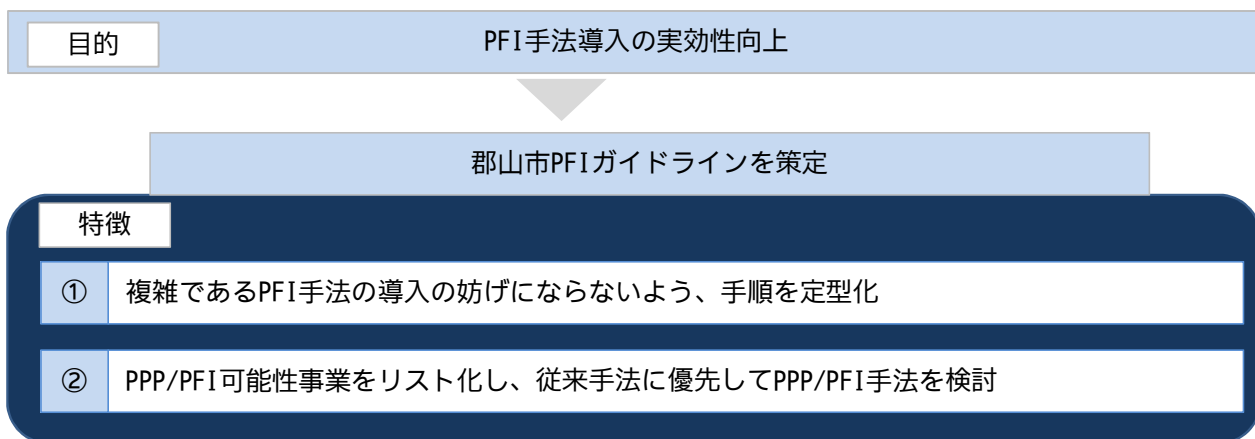 目的
PFI手法導入の実効性向上
郡山市PFIガイドラインを策定
特徴
① 複雑であるPFI手法の導入の妨げにならないよう、手順を定型化
② PPP/PFI可能性事業をリスト化し、従来手法に優先してPPP/PFI手法を検討